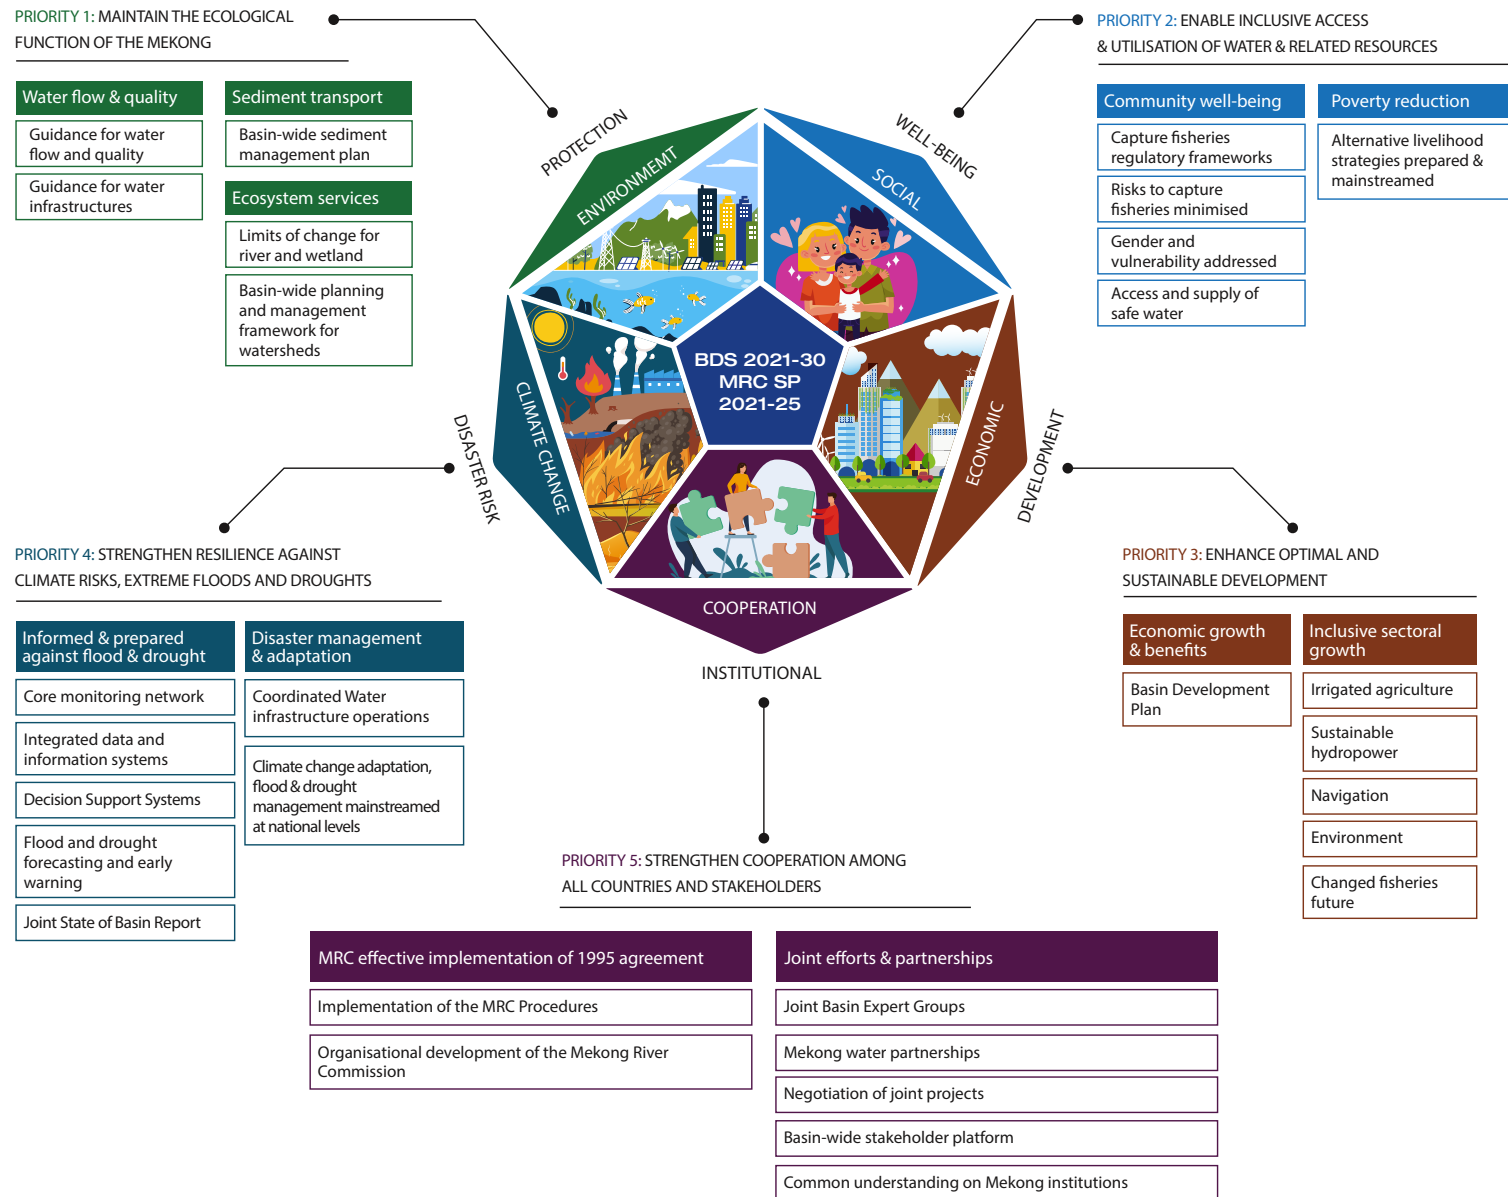 PRIORITY 1: MAINTAIN THE ECOLOGICAL
FUNCTION OF THE MEKONG
Water flow & quality
Guidance for water
flow and quality
Guidance for water
infrastructures
Sediment transport
Basin-wide sediment
management plan
Ecosystem services
Limits of change for
river and wetland
Basin-wide planning
and management
framework for
watersheds
PRIORITY 2: ENABLE INCLUSIVE ACCESS
& UTILISATION OF WATER & RELATED RESOURCES
Community well-being
Capture fisheries
regulatory frameworks
Risks to capture
fisheries minimised
Gender and
vulnerability addressed
Access and supply of
safe water
Poverty reduction
Alternative livelihood
strategies prepared &
mainstreamed
PROTECTION
ENVIRONMEMT
WELL-BEING
SOCIAL
BDS 2021-30
MRC SP
2021-25
DISASTER RISK
CLIMATE CHANGE
ECONOMIC
DEVELOPMENT
COOPERATION
INSTITUTIONAL
PRIORITY 4: STRENGTHEN RESILIENCE AGAINST
CLIMATE RISKS, EXTREME FLOODS AND DROUGHTS
Informed & prepared
against flood & drought
Core monitoring network
Integrated data and
information systems
Decision Support Systems
Flood and drought
forecasting and early
warning
Joint State of Basin Report
Disaster management
& adaptation
Coordinated Water
infrastructure operations
Climate change adaptation,
flood & drought
management mainstreamed
at national levels
PRIORITY 3: ENHANCE OPTIMAL AND
SUSTAINABLE DEVELOPMENT
Economic growth
& benefits
Basin Development
Plan
Inclusive sectoral
growth
Irrigated agriculture
Sustainable
hydropower
Navigation
Environment
Changed fisheries
future
PRIORITY 5: STRENGTHEN COOPERATION AMONG
ALL COUNTRIES AND STAKEHOLDERS
MRC effective implementation of 1995 agreement
Implementation of the MRC Procedures
Organisational development of the Mekong River
Commission
Joint efforts & partnerships
Joint Basin Expert Groups
Mekong water partnerships
Negotiation of joint projects
Basin-wide stakeholder platform
Common understanding on Mekong institutions